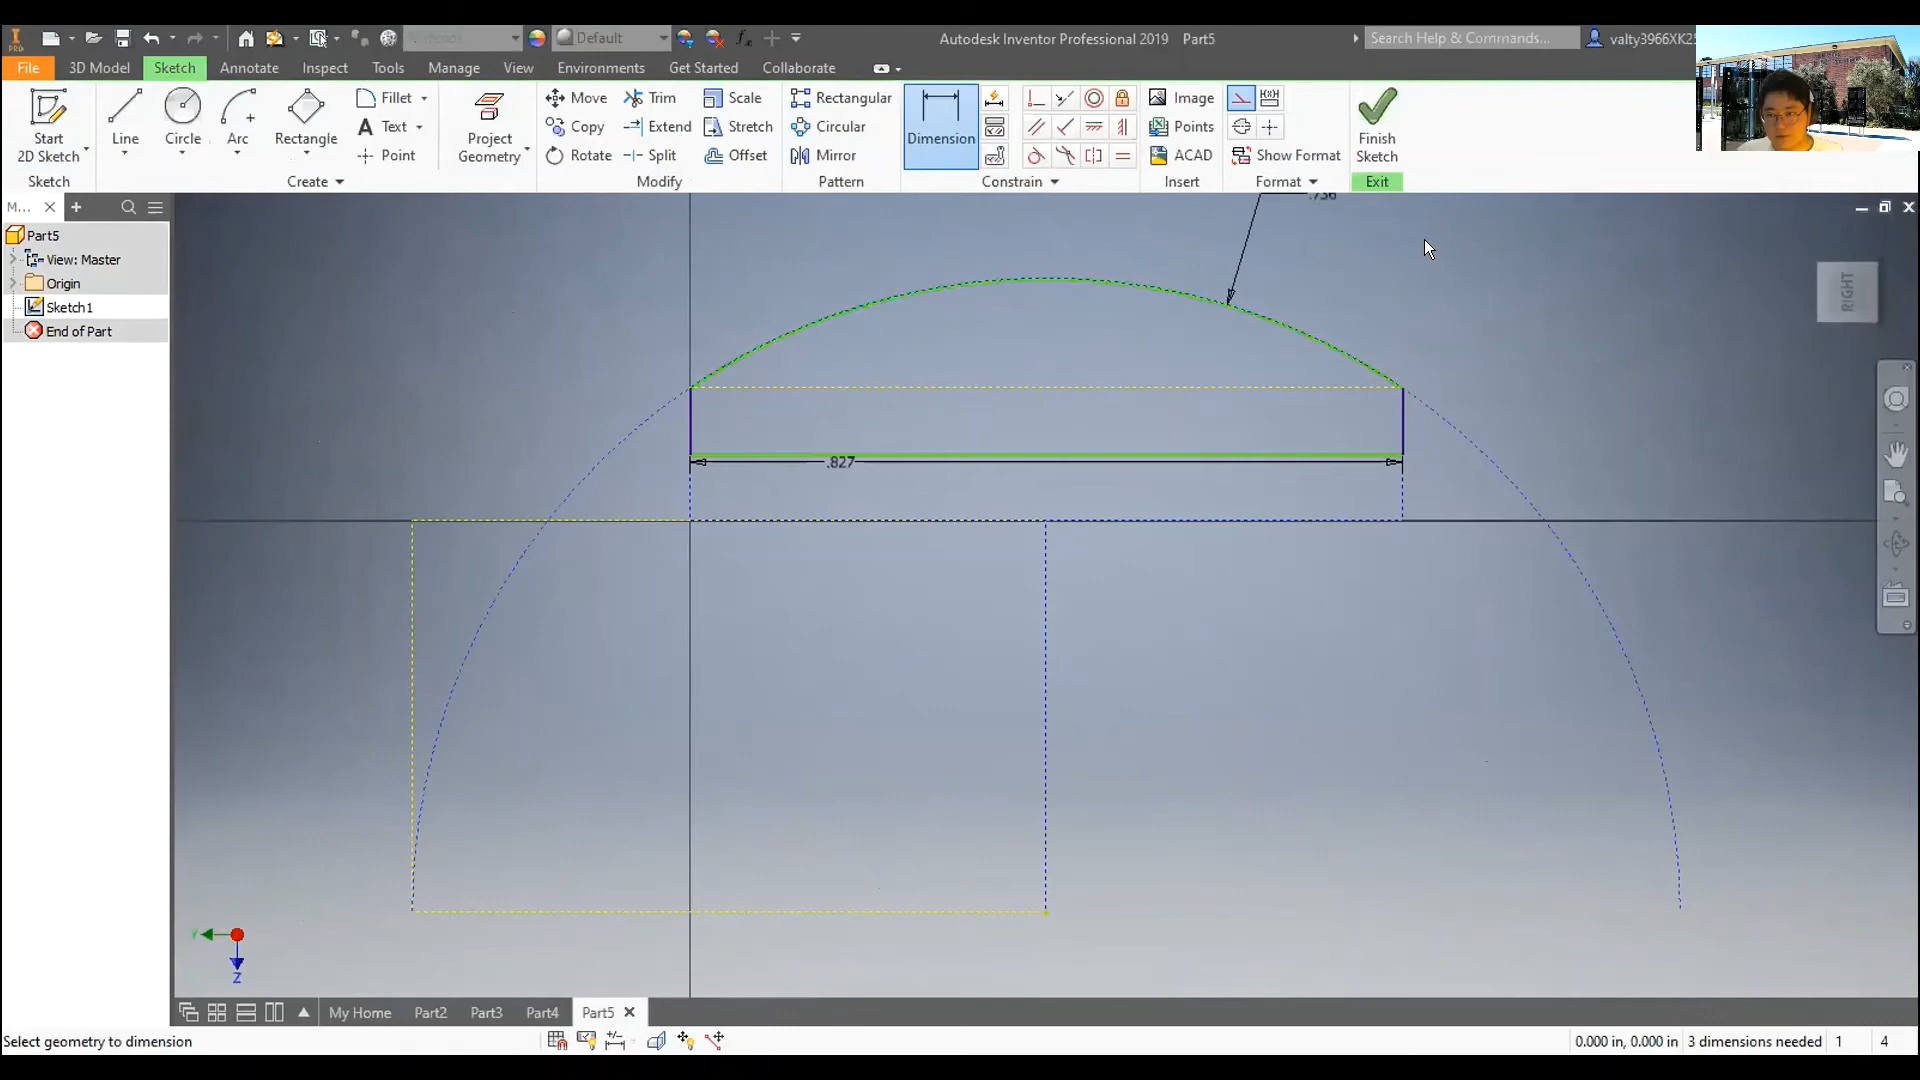 Default
Autodesk Inventor Professional 2019 Part5
Search Help & Commands...
File 3D Model Sketch Annotate Inspect Tools Manage View Environments Get Started Collaborate
Start 2D Sketch
Line
Circle
Arc
Rectangle
Fillet
Text
Point
Project Geometry
Move
Copy
Rotate
Trim
Extend
Split
Scale
Stretch
Offset
Rectangular
Circular
Mirror
Dimension
Image
Points
ACAD
Show Format
Finish Sketch
Sketch Create Modify Pattern Constrain Insert Format Exit
M...
Part5
View: Master
Origin
Sketch1
End of Part
.736
RIGHT
.827
Y
Z
My Home Part2 Part3 Part4 Part5
Select geometry to dimension
0.000 in, 0.000 in 3 dimensions needed 1 4